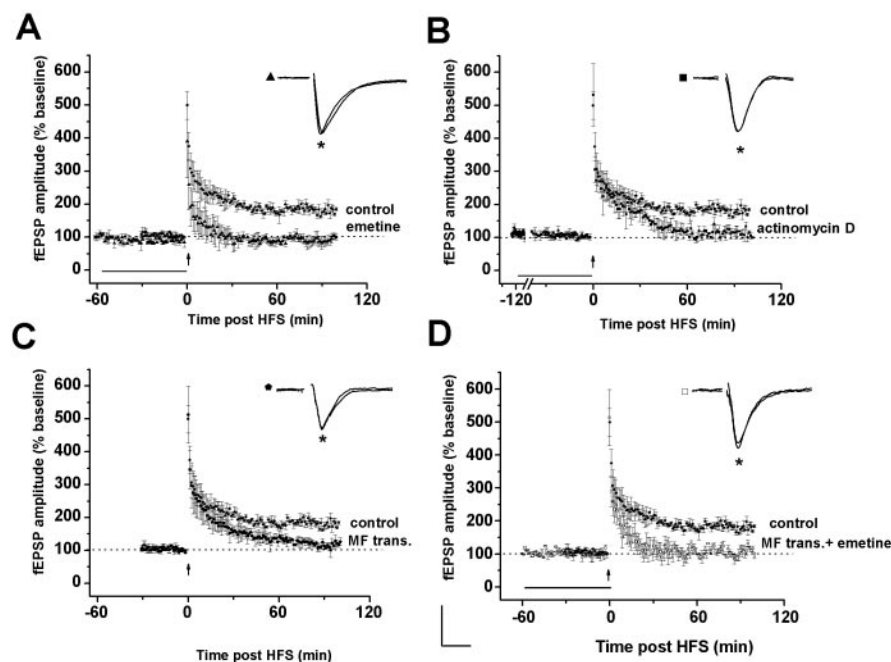 A
fEPSP amplitude (% baseline)
600
500
400
300
200
100
0
control
emetine
*
-60 0 60 120
Time post HFS (min)
B
fEPSP amplitude (% baseline)
600
500
400
300
200
100
0
control
actinomycin D
*
-120 0 60 120
Time post HFS (min)
C
fEPSP amplitude (% baseline)
600
500
400
300
200
100
0
control
MF trans.
*
-60 0 60 120
Time post HFS (min)
D
fEPSP amplitude (% baseline)
600
500
400
300
200
100
0
control
MF trans.+ emetine
*
-60 0 60 120
Time post HFS (min)